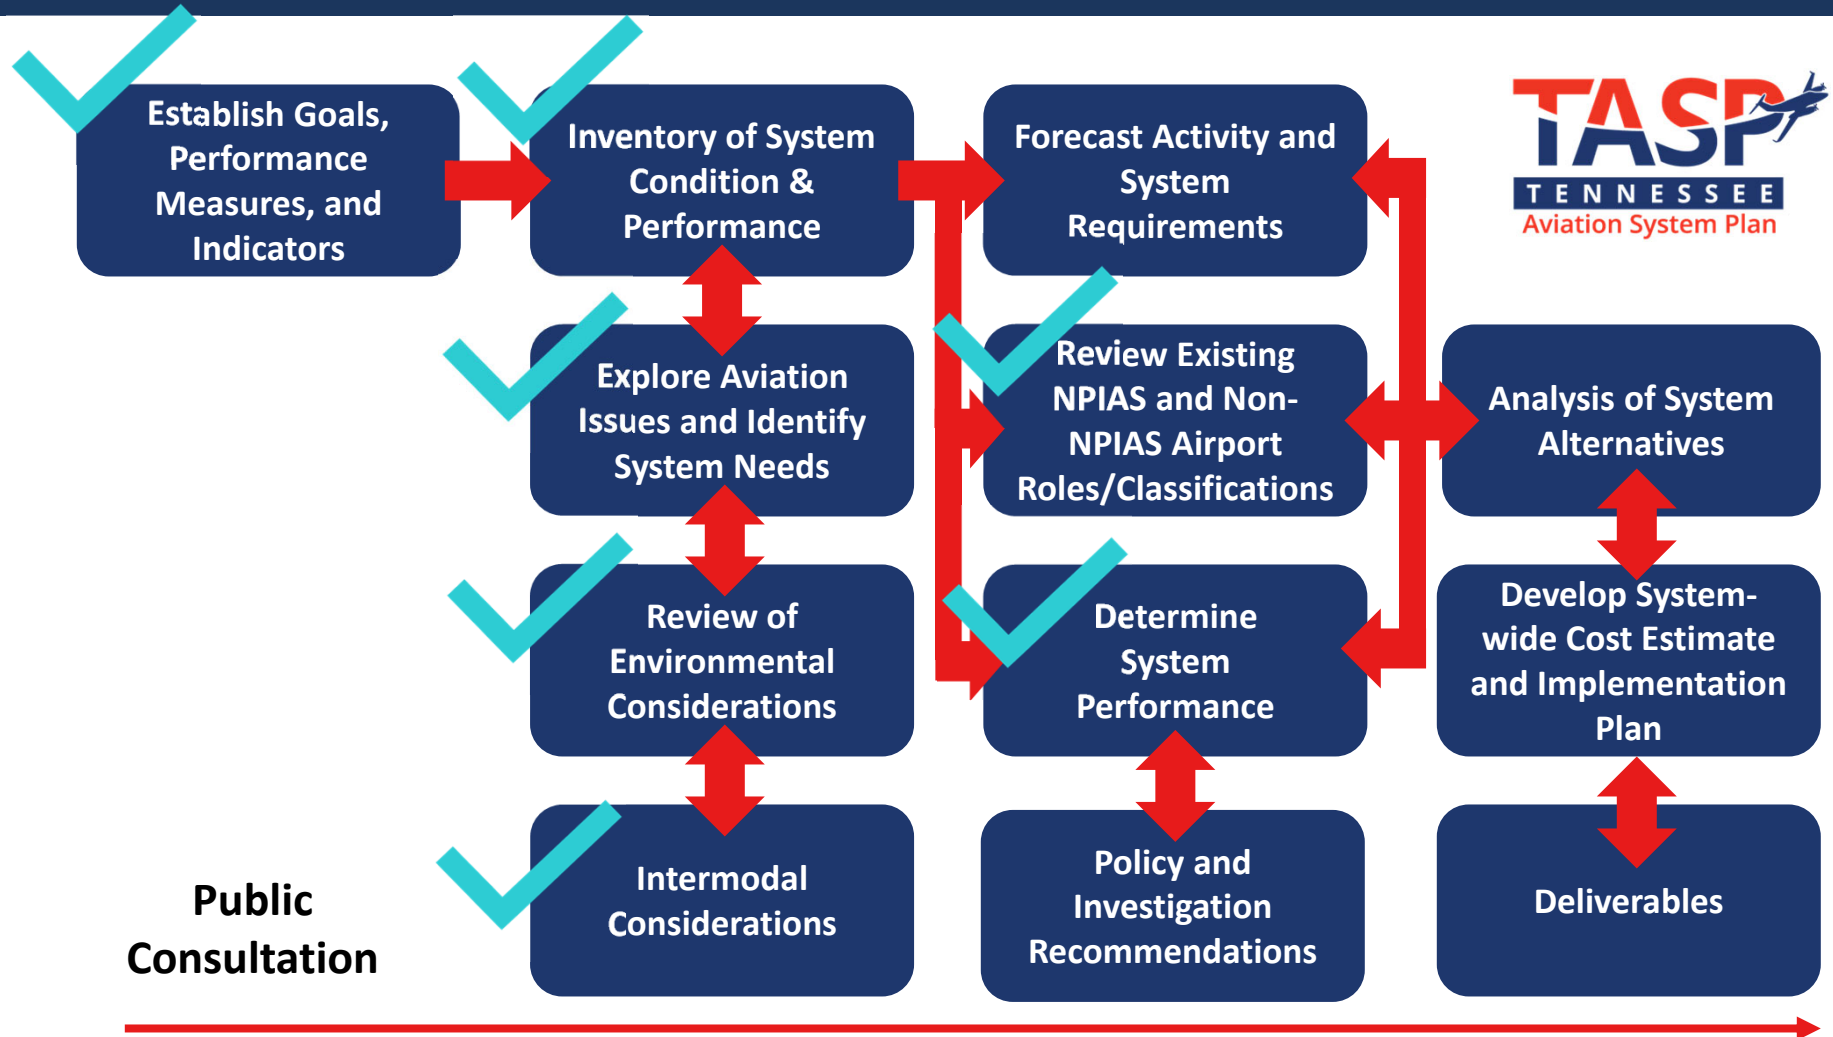 Establish Goals,
Performance
Measures, and
Indicators
Inventory of System
Condition &
Performance
Forecast Activity and
System
Requirements
TASP
TENNESSEE
Aviation System Plan
Explore Aviation
Issues and Identify
System Needs
Review Existing
NPIAS and Non-
NPIAS Airport
Roles/Classifications
Analysis of System
Alternatives
Review of
Environmental
Considerations
Determine
System
Performance
Develop System-
wide Cost Estimate
and Implementation
Plan
Public
Consultation
Intermodal
Considerations
Policy and
Investigation
Recommendations
Deliverables